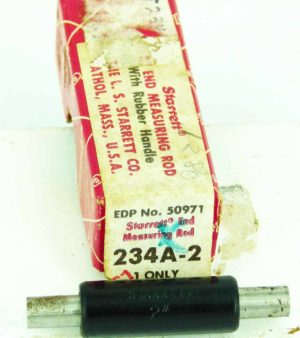 Starrett®
END MEASURING ROD
With Rubber Handle
THE L. S. STARRETT CO.
ATHOL, MASS., U.S.A.
EDP No. 50971
Starrett® End
Measuring Rod
234A-2
1 ONLY
2"